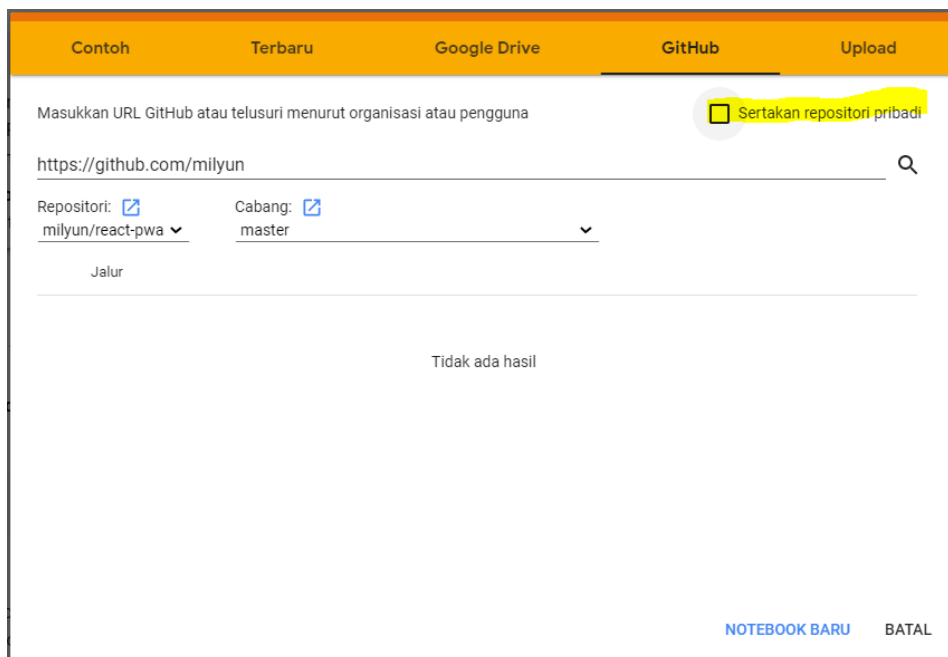 Contoh Terbaru Google Drive GitHub Upload
Masukkan URL GitHub atau telusuri menurut organisasi atau pengguna Sertakan repositori pribadi
https://github.com/milyun
Repositori: Cabang:
milyun/react-pwa master
Jalur
Tidak ada hasil
NOTEBOOK BARU BATAL